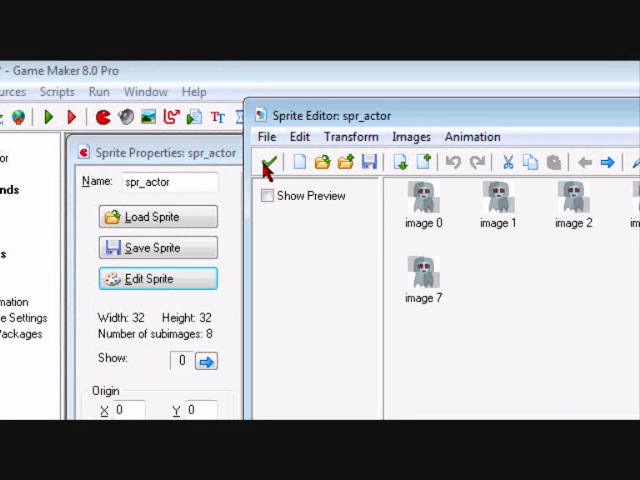 - Game Maker 8.0 Pro
urces Scripts Run Window Help
Sprite Editor: spr_actor
File Edit Transform Images Animation
Sprite Properties: spr_actor
Name: spr_actor
Show Preview
Load Sprite
Save Sprite
Edit Sprite
image 0 image 1 image 2 im
image 7
Width: 32 Height: 32
Number of subimages: 8
Show: 0
Origin
X 0 Y 0
or
nds
s
mation
e Settings
Packages